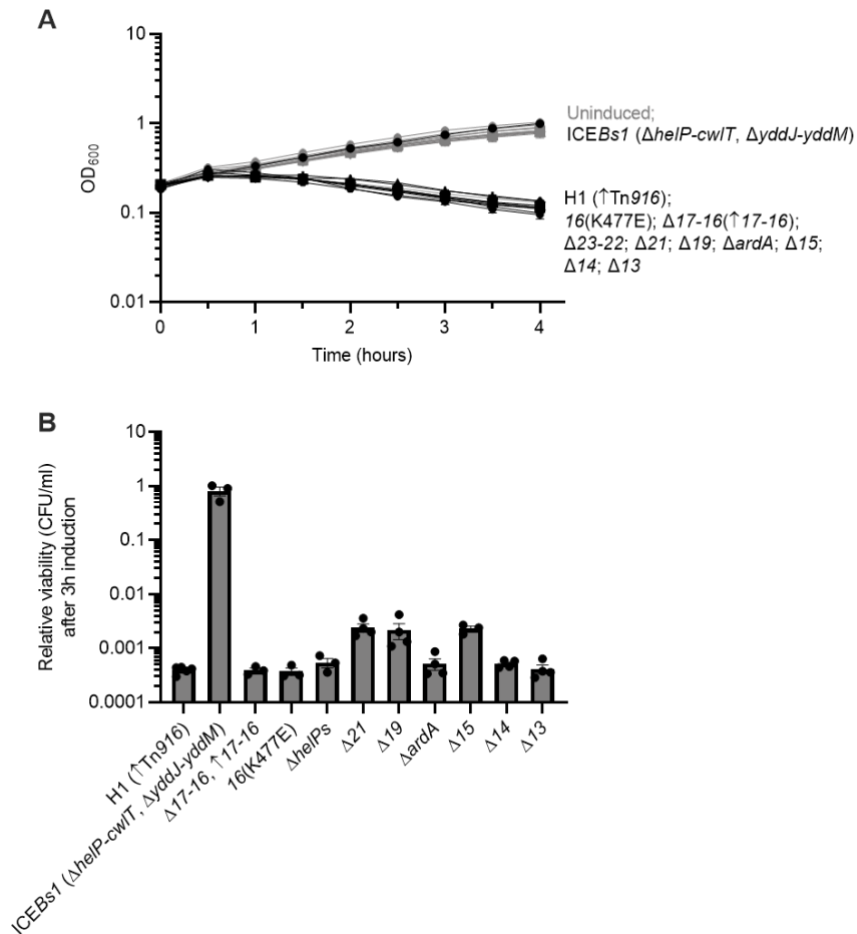 A
10
1
0.1
0.01
OD600
0
1
2
3
4
Time (hours)
Uninduced;
ICEBs1 (ΔhelP-cwlT, ΔyddJ-yddM)
H1 (↑Tn916);
16(K477E); Δ17-16(↑17-16);
Δ23-22; Δ21; Δ19; ΔardA; Δ15;
Δ14; Δ13
B
10
1
0.1
0.01
0.001
0.0001
Relative viability (CFU/ml)
after 3h induction
H1 (↑Tn916)
ICEBs1 (ΔhelP-cwlT, ΔyddJ-yddM)
Δ17-16, ↑17-16
16(K477E)
ΔhelPs
Δ21
Δ19
ΔardA
Δ15
Δ14
Δ13